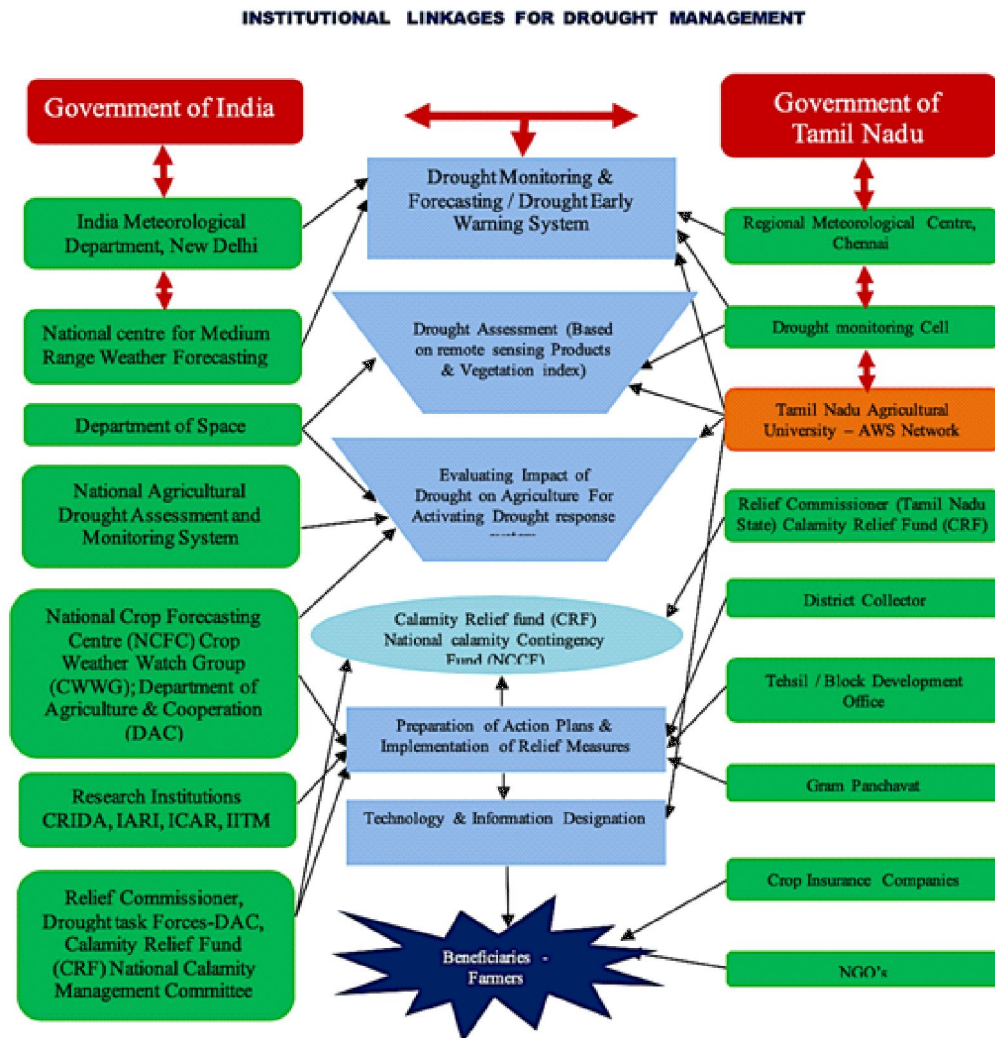 INSTITUTIONAL LINKAGES FOR DROUGHT MANAGEMENT
Government of India
India Meteorological
Department, New Delhi
National centre for Medium
Range Weather Forecasting
Department of Space
National Agricultural
Drought Assessment and
Monitoring System
National Crop Forecasting
Centre (NCFC) Crop
Weather Watch Group
(CWWG); Department of
Agriculture & Cooperation
(DAC)
Research Institutions
CRIDA, IARI, ICAR, IITM
Relief Commissioner,
Drought task Forces-DAC,
Calamity Relief Fund
(CRF) National Calamity
Management Committee
Drought Monitoring &
Forecasting / Drought Early
Warning System
Drought Assessment (Based
on remote sensing Products
& Vegetation index)
Evaluating Impact of
Drought on Agriculture For
Activating Drought response
Calamity Relief fund (CRF)
National calamity Contingency
Fund (NCCF)
Preparation of Action Plans &
Implementation of Relief Measures
Technology & Information Designation
Beneficiaries -
Farmers
Government of
Tamil Nadu
Regional Meteorological Centre,
Chennai
Drought monitoring Cell
Tamil Nadu Agricultural
University – AWS Network
Relief Commissioner (Tamil Nadu
State) Calamity Relief Fund (CRF)
District Collector
Tehsil / Block Development
Office
Gram Panchayat
Crop Insurance Companies
NGO's